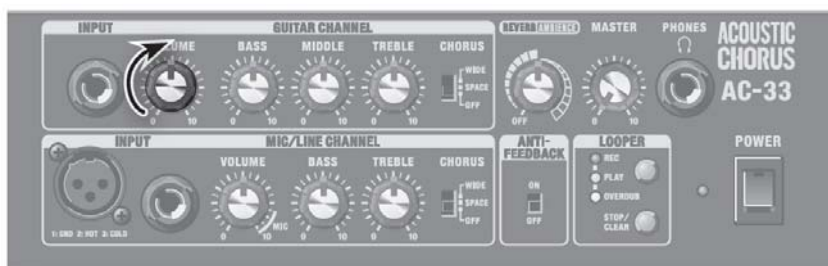 INPUT
GUITAR CHANNEL
BASS MIDDLE TREBLE CHORUS
WIDE
SPACE
OFF
0 10 0 10 0 10 0 10
REVERB AMBIENCE
OFF
MASTER
0 10
PHONES
ACOUSTIC
CHORUS
AC-33
INPUT
MIC/LINE CHANNEL
VOLUME BASS TREBLE CHORUS
WIDE
SPACE
OFF
0 10 MIC 0 10 0 10
1: GND 2: HOT 3: COLD
ANTI-
FEEDBACK
ON
OFF
LOOPER
REC
PLAY
OVERDUB
STOP/
CLEAR
POWER